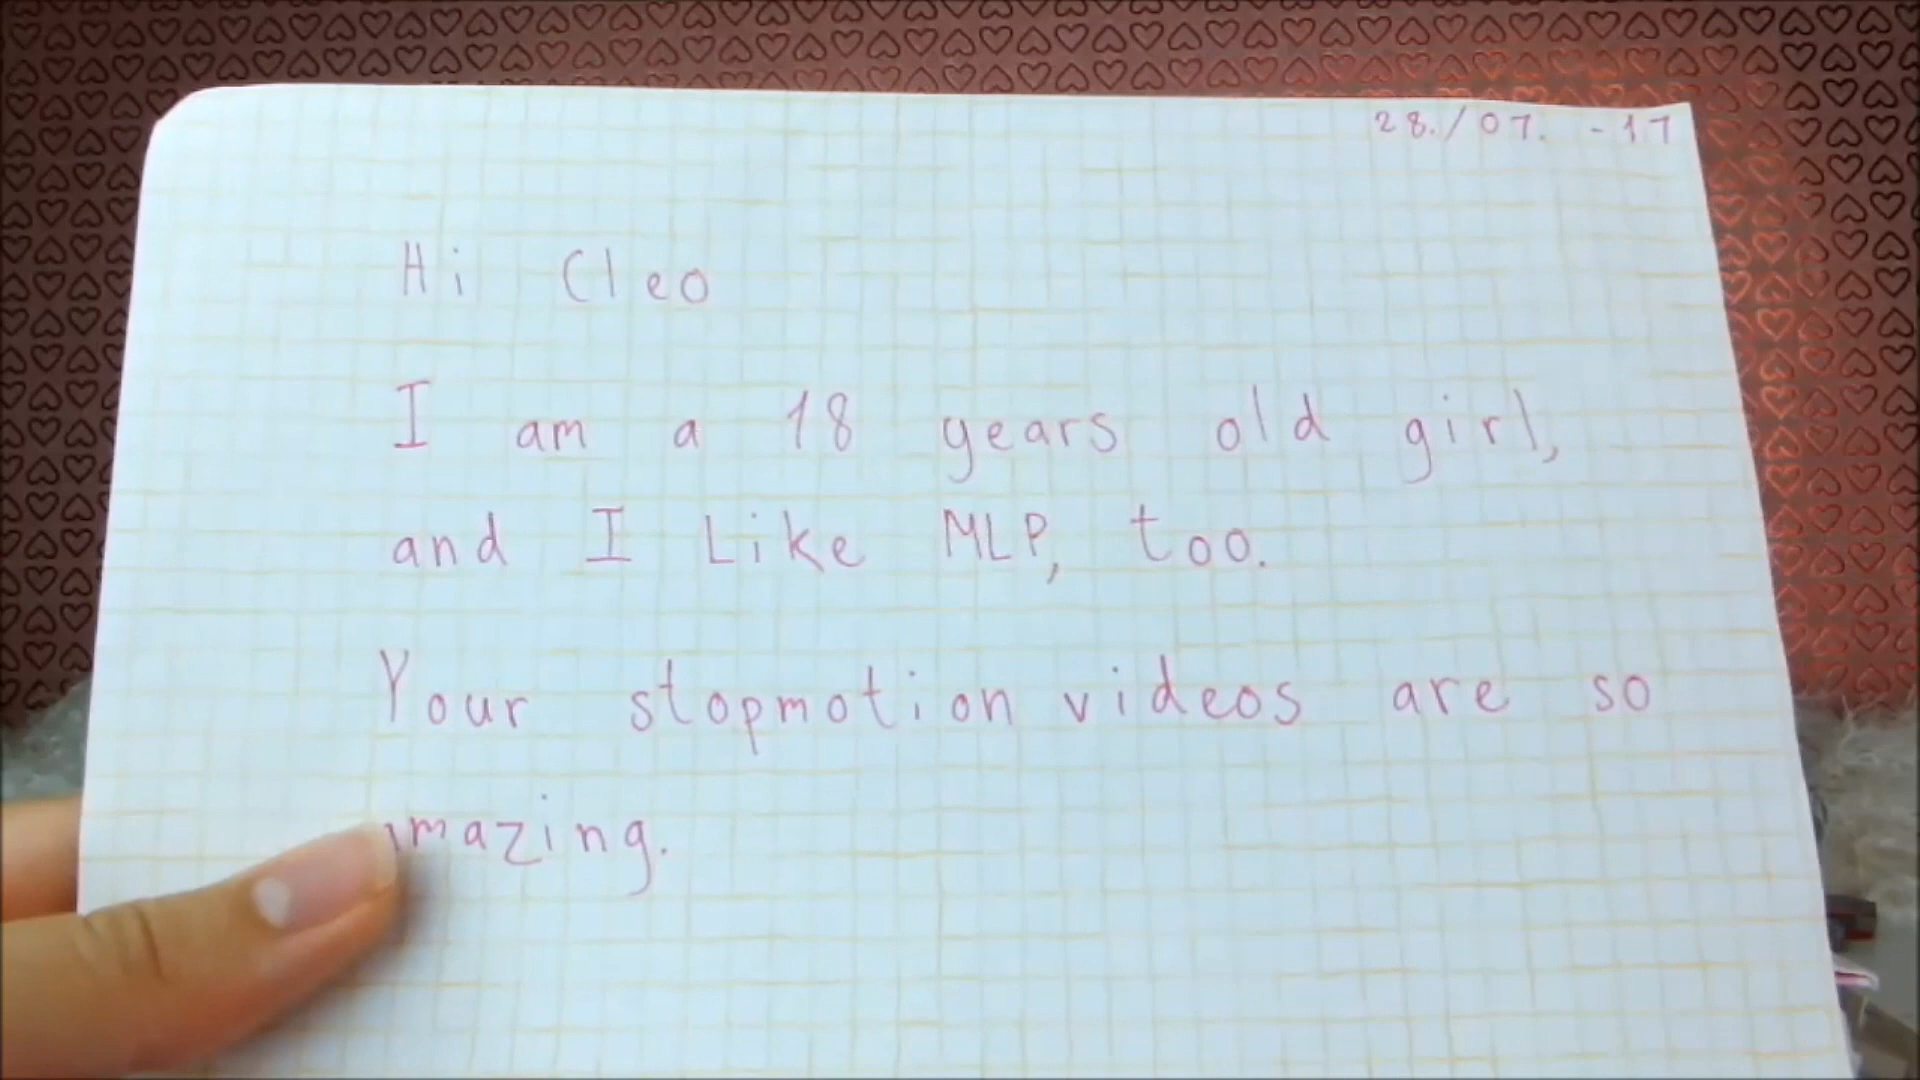 28./07. -17
Hi Cleo
I am a 18 years old girl,
and I Like MLP, too.
Your stopmotion videos are so
amazing.